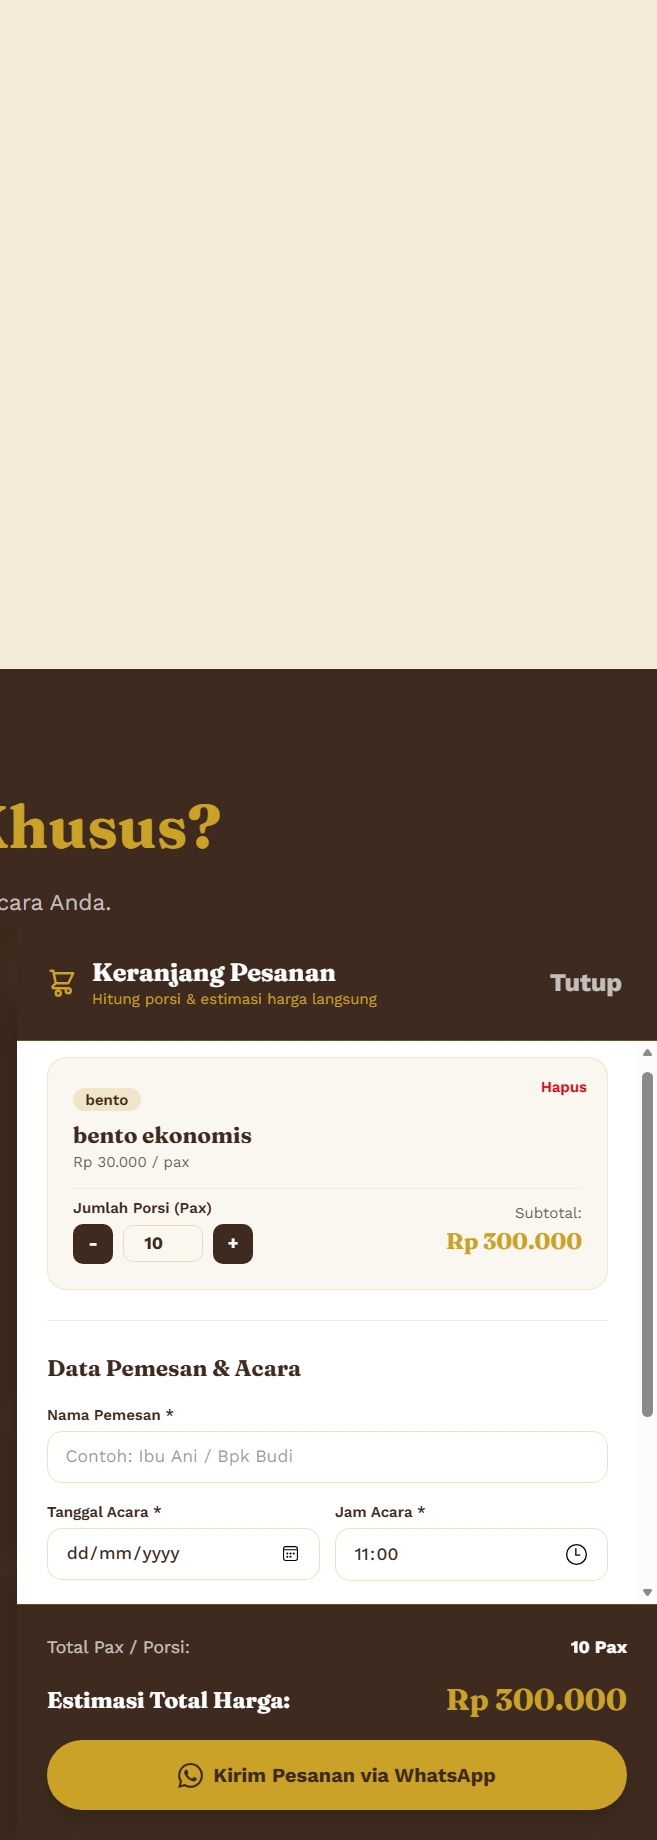 Khusus?
cara Anda.
Keranjang Pesanan
Hitung porsi & estimasi harga langsung
Tutup
bento
Hapus
bento ekonomis
Rp 30.000 / pax
Jumlah Porsi (Pax)
- 10 +
Subtotal:
Rp 300.000
Data Pemesan & Acara
Nama Pemesan *
Contoh: Ibu Ani / Bpk Budi
Tanggal Acara *
Jam Acara *
dd/mm/yyyy
11:00
Total Pax / Porsi:
10 Pax
Estimasi Total Harga:
Rp 300.000
Kirim Pesanan via WhatsApp